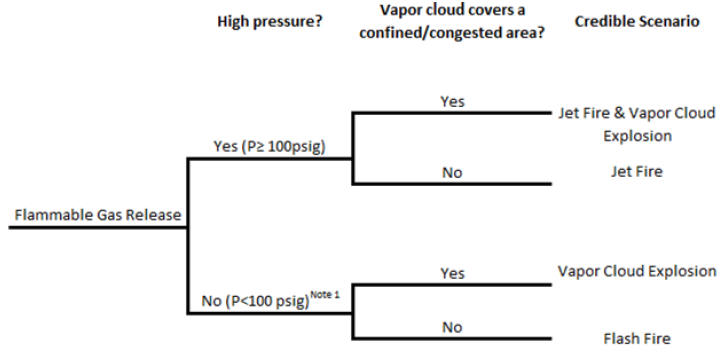 High pressure?
Vapor cloud covers a
confined/congested area?
Credible Scenario
Yes
Jet Fire & Vapor Cloud
Explosion
Yes (P≥ 100psig)
No
Jet Fire
Flammable Gas Release
Yes
Vapor Cloud Explosion
No (P<100 psig)Note 1
No
Flash Fire